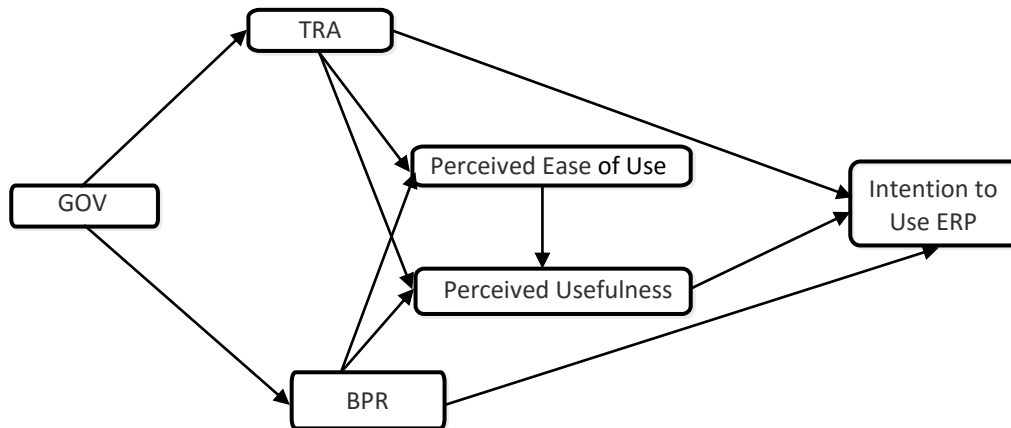 TRA
Perceived Ease of Use
GOV
Intention to
Use ERP
Perceived Usefulness
BPR